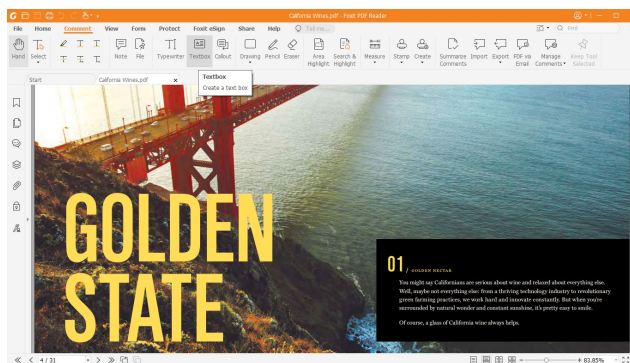 California Wines.pdf - Foxit PDF Reader
File Home Comment View Form Protect Foxit eSign Share Help Tell me... Find
Hand Select Note File Typewriter Textbox Callout Drawing Pencil Eraser Area Highlight Search & Highlight Measure Stamp Create Summarize Comments Import Export FDF via Email Manage Comments Keep Tool Selected
Start California Wines.pdf x
Textbox
Create a text box
GOLDEN
STATE
01 / GOLDEN NECTAR
You might say Californians are serious about wine and relaxed about everything else.
Well, maybe not everything else: from a thriving technology industry to revolutionary
green farming practices, we work hard and innovate constantly. But when you're
surrounded by natural wonder and constant sunshine, it's pretty easy to smile.
Of course, a glass of California wine always helps.
4 / 31 83.85%